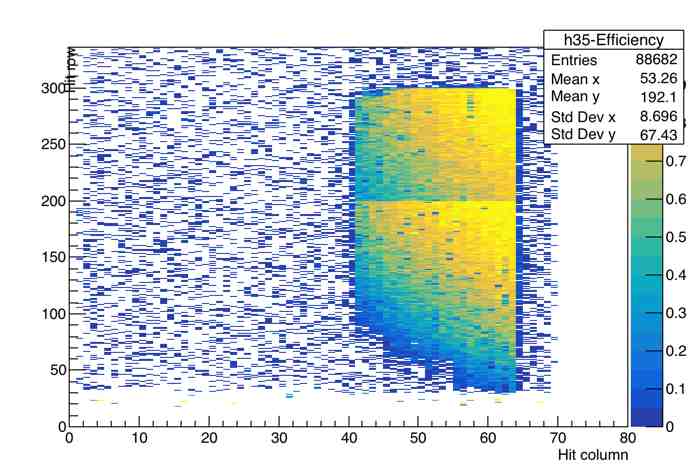 h35-Efficiency
Entries 88682
Mean x 53.26
Mean y 192.1
Std Dev x 8.696
Std Dev y 67.43
Hit row
300
250
200
150
100
50
0
0 10 20 30 40 50 60 70 80
Hit column
0.7
0.6
0.5
0.4
0.3
0.2
0.1
0